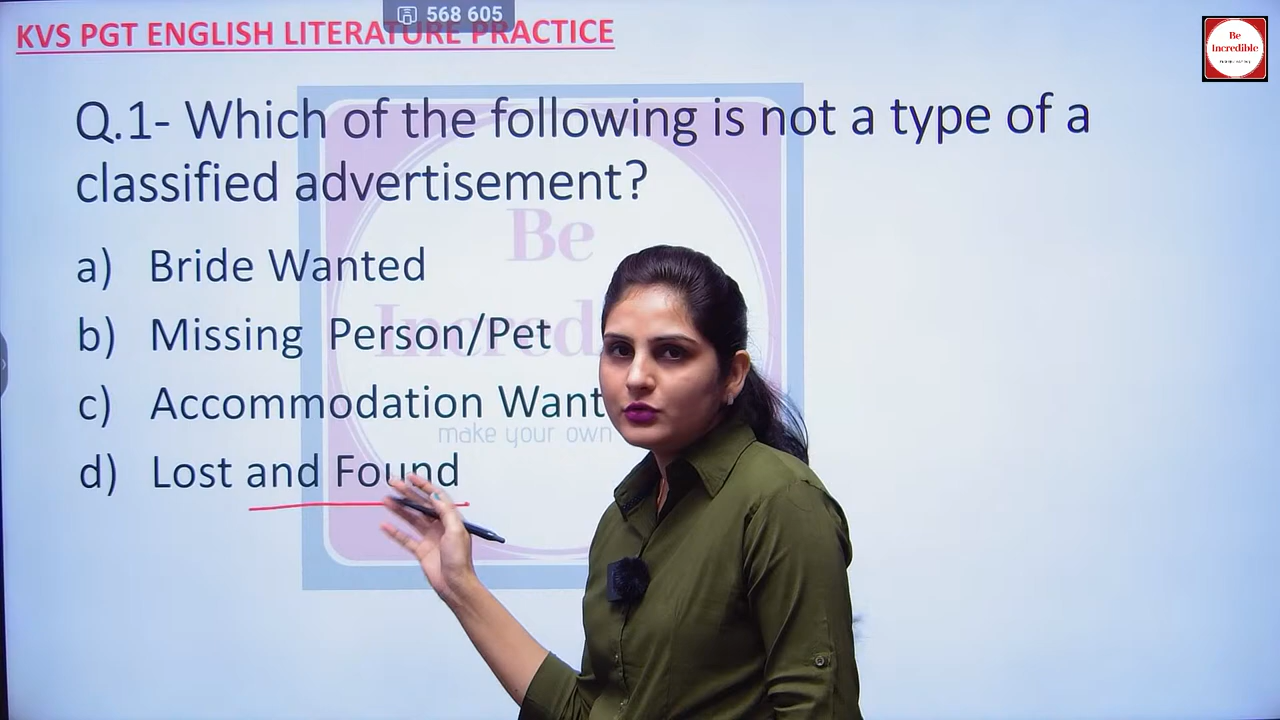 568 605
KVS PGT ENGLISH LITERATURE PRACTICE
Be
Incredible
Q.1- Which of the following is not a type of a
classified advertisement?
Be
a) Bride Wanted
b) Missing Person/Pet
c) Accommodation Want
make your own
d) Lost and Found